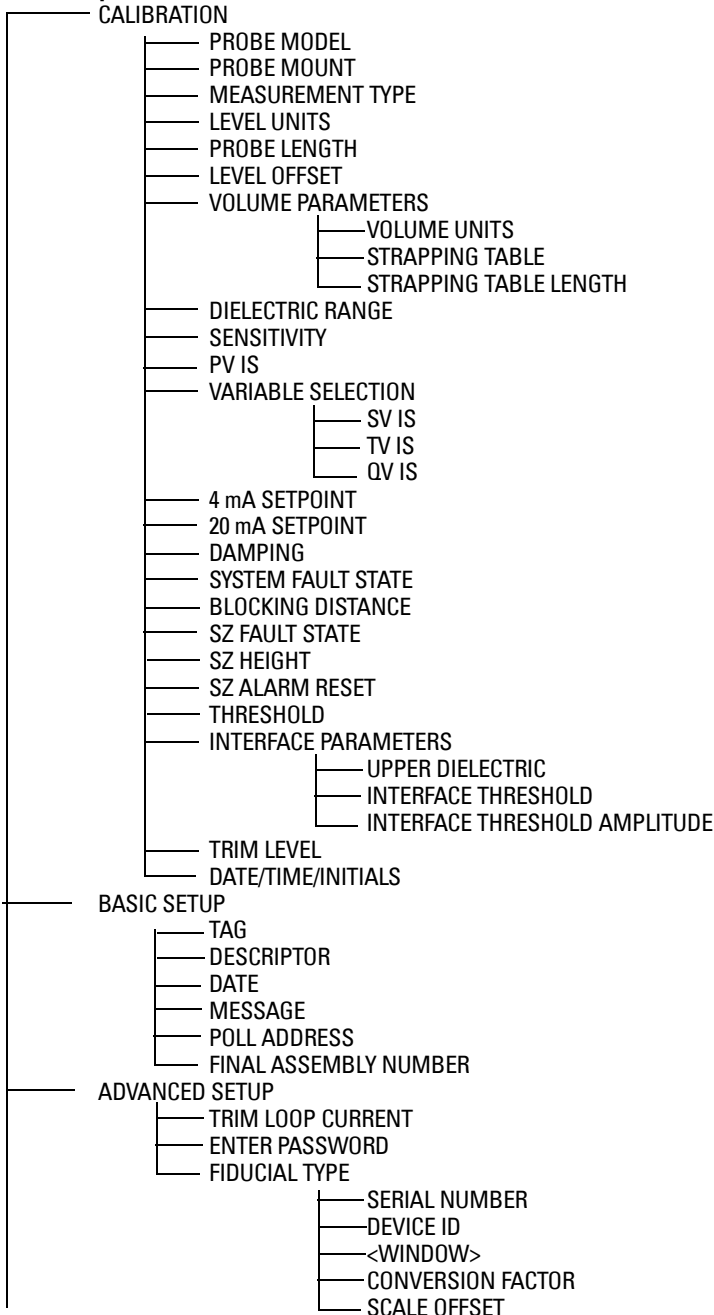 CALIBRATION
PROBE MODEL
PROBE MOUNT
MEASUREMENT TYPE
LEVEL UNITS
PROBE LENGTH
LEVEL OFFSET
VOLUME PARAMETERS
VOLUME UNITS
STRAPPING TABLE
STRAPPING TABLE LENGTH
DIELECTRIC RANGE
SENSITIVITY
PV IS
VARIABLE SELECTION
SV IS
TV IS
QV IS
4 mA SETPOINT
20 mA SETPOINT
DAMPING
SYSTEM FAULT STATE
BLOCKING DISTANCE
SZ FAULT STATE
SZ HEIGHT
SZ ALARM RESET
THRESHOLD
INTERFACE PARAMETERS
UPPER DIELECTRIC
INTERFACE THRESHOLD
INTERFACE THRESHOLD AMPLITUDE
TRIM LEVEL
DATE/TIME/INITIALS
BASIC SETUP
TAG
DESCRIPTOR
DATE
MESSAGE
POLL ADDRESS
FINAL ASSEMBLY NUMBER
ADVANCED SETUP
TRIM LOOP CURRENT
ENTER PASSWORD
FIDUCIAL TYPE
SERIAL NUMBER
DEVICE ID
<WINDOW>
CONVERSION FACTOR
SCALE OFFSET